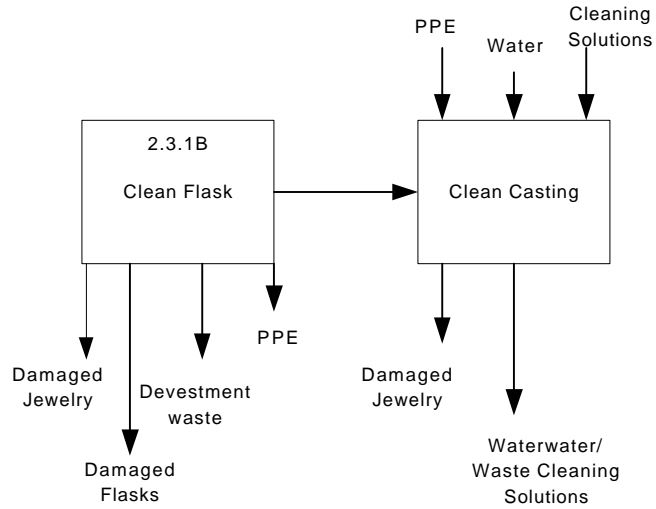 PPE
Water
Cleaning
Solutions
2.3.1B
Clean Flask
Clean Casting
PPE
Damaged
Jewelry
Devestment
waste
Damaged
Flasks
Damaged
Jewelry
Waterwater/
Waste Cleaning
Solutions